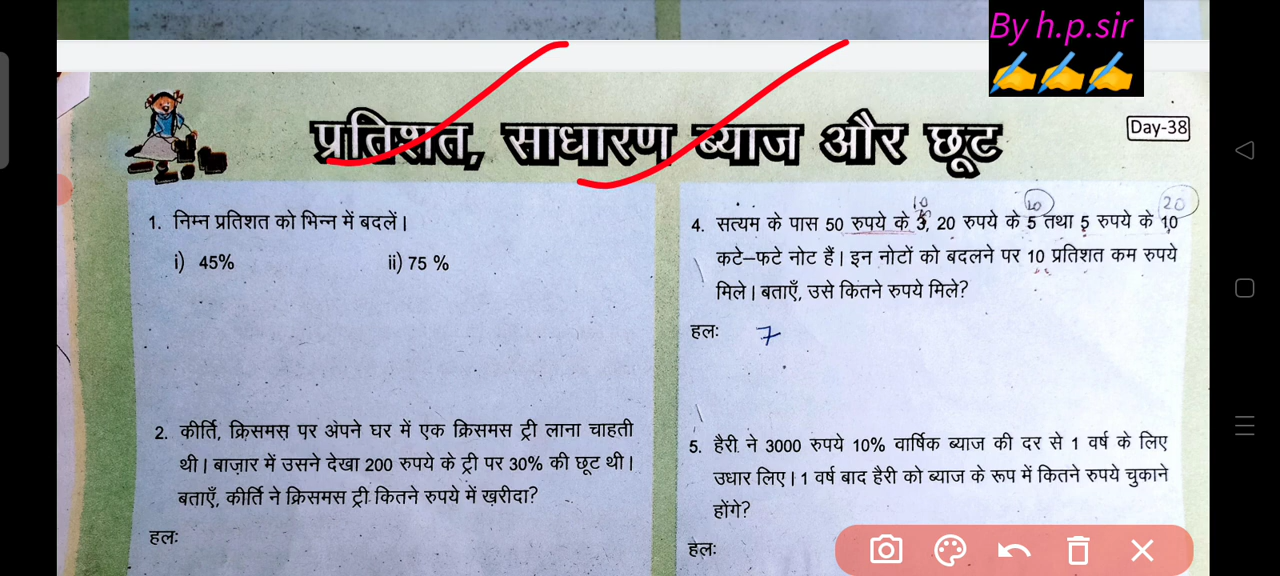 By h.p.sir
प्रतिशत, साधारण ब्याज और छूट
Day-38
1. निम्न प्रतिशत को भिन्न में बदलें।
i) 45%
ii) 75 %
2. कीर्ति, क्रिसमस पर अपने घर में एक क्रिसमस ट्री लाना चाहती
थी। बाज़ार में उसने देखा 200 रुपये के ट्री पर 30% की छूट थी।
बताएँ, कीर्ति ने क्रिसमस ट्री कितने रुपये में ख़रीदा?
हलः
20
20
4. सत्यम के पास 50 रुपये के 3, 20 रुपये के 5 तथा 5 रुपये के 10
कटे–फटे नोट हैं। इन नोटों को बदलने पर 10 प्रतिशत कम रुपये
मिले। बताएँ, उसे कितने रुपये मिले?
हलः 7
5. हैरी ने 3000 रुपये 10% वार्षिक ब्याज की दर से 1 वर्ष के लिए
उधार लिए। 1 वर्ष बाद हैरी को ब्याज के रूप में कितने रुपये चुकाने
होंगे?
हलः